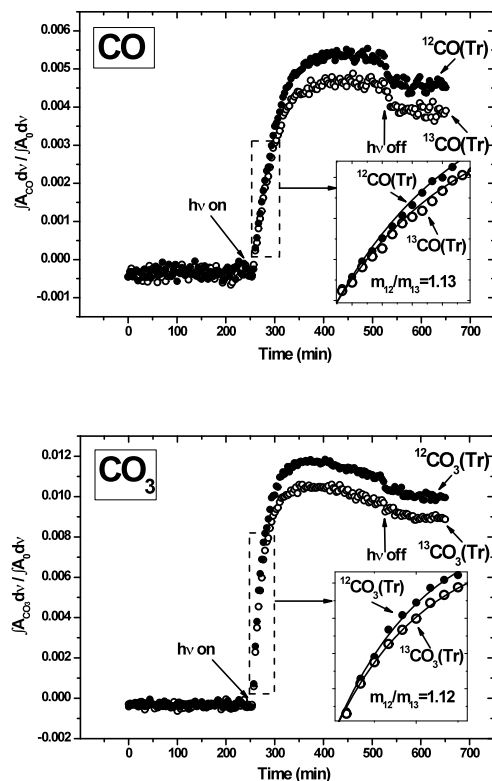 CO
∫A_CO dν / ∫A_0 dν
0.006
0.005
0.004
0.003
0.002
0.001
0.000
-0.001
¹²CO(Tr)
¹³CO(Tr)
hν on
hν off
¹²CO(Tr)
¹³CO(Tr)
m₁₂/m₁₃=1.13
0 100 200 300 400 500 600 700
Time (min)
CO₃
∫A_CO₃ dν / ∫A_0 dν
0.012
0.010
0.008
0.006
0.004
0.002
0.000
-0.002
¹²CO₃(Tr)
¹³CO₃(Tr)
hν on
hν off
¹²CO₃(Tr)
¹³CO₃(Tr)
m₁₂/m₁₃=1.12
0 100 200 300 400 500 600 700
Time (min)